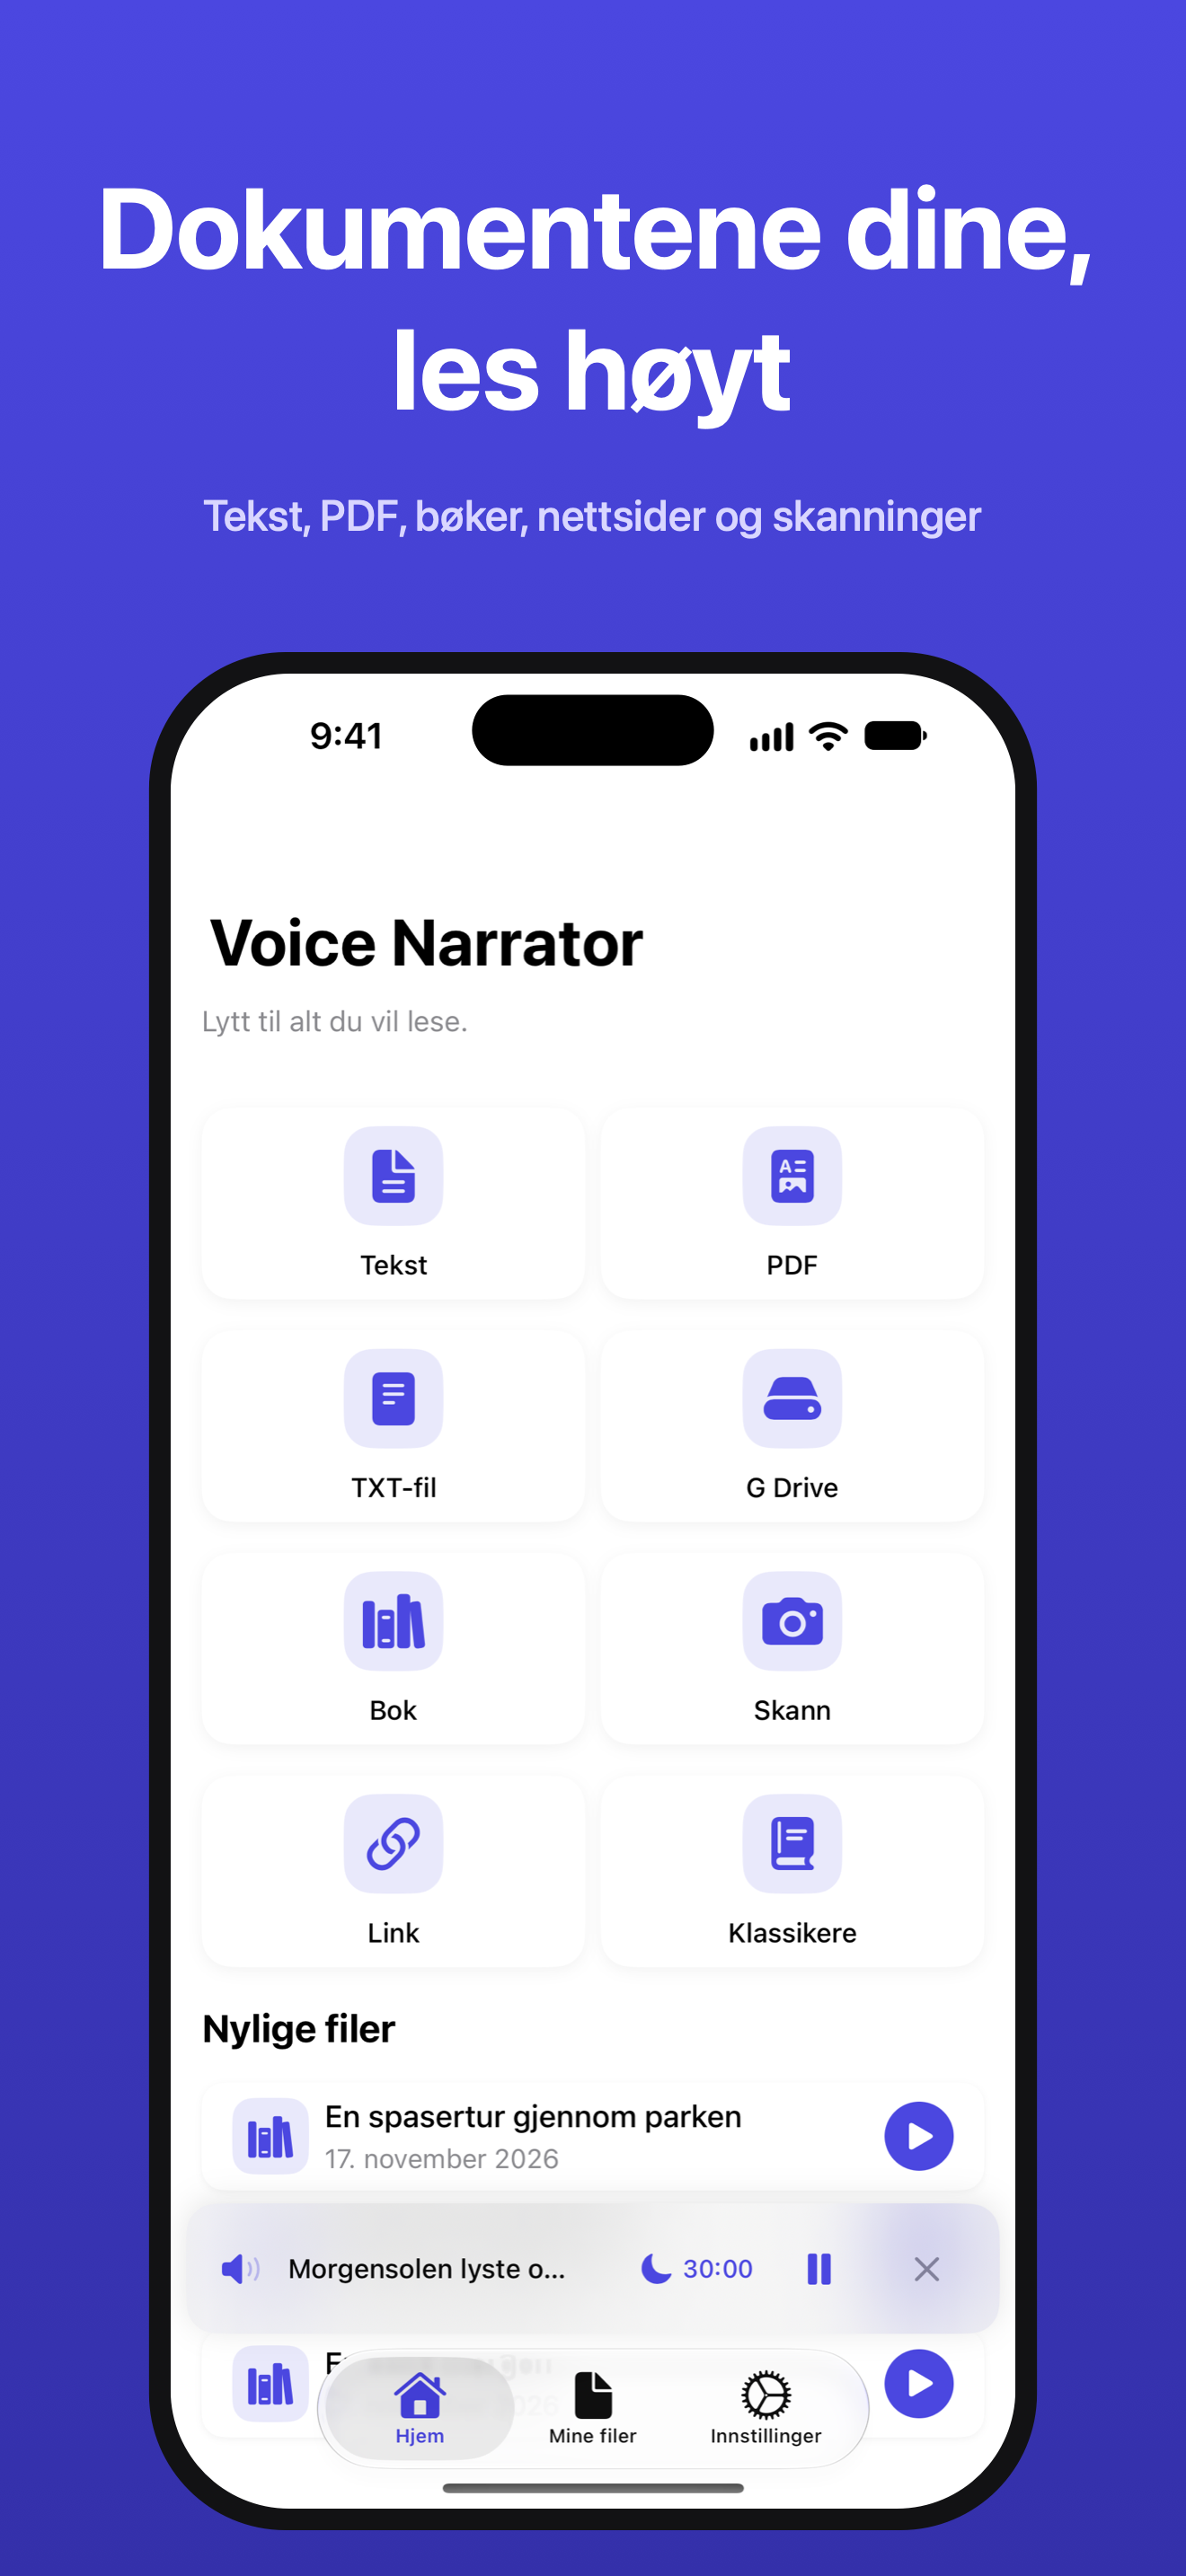 Dokumentene dine,
les høyt
Tekst, PDF, bøker, nettsider og skanninger
9:41
Voice Narrator
Lytt til alt du vil lese.
Tekst
PDF
TXT-fil
G Drive
Bok
Skann
Link
Klassikere
Nylige filer
En spasertur gjennom parken
17. november 2026
Morgensolen lyste o...
30:00
Hjem
Mine filer
Innstillinger